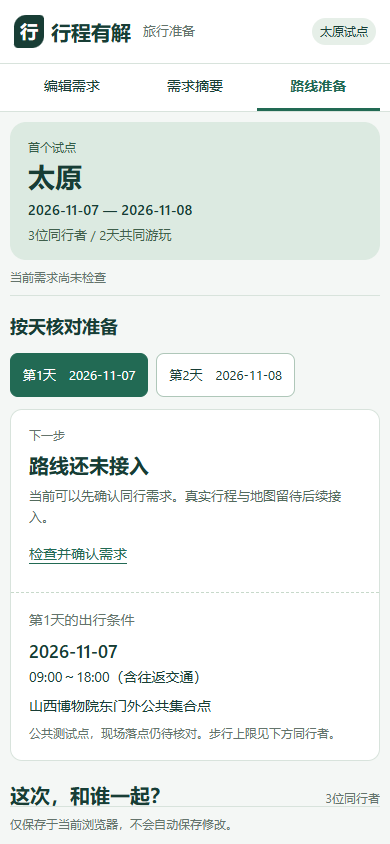 行 行程有解 旅行准备 太原试点
编辑需求 需求摘要 路线准备
首个试点
太原
2026-11-07 — 2026-11-08
3位同行者 / 2天共同游玩
当前需求尚未检查
按天核对准备
第1天 2026-11-07 第2天 2026-11-08
下一步
路线还未接入
当前可以先确认同行需求。真实行程与地图留待后续接
入。
检查并确认需求
第1天的出行条件
2026-11-07
09:00 ~ 18:00（含往返交通）
山西博物院东门外公共集合点
公共测试点，现场落点仍待核对。步行上限见下方同行者。
这次，和谁一起？ 3位同行者
仅保存于当前浏览器，不会自动保存修改。